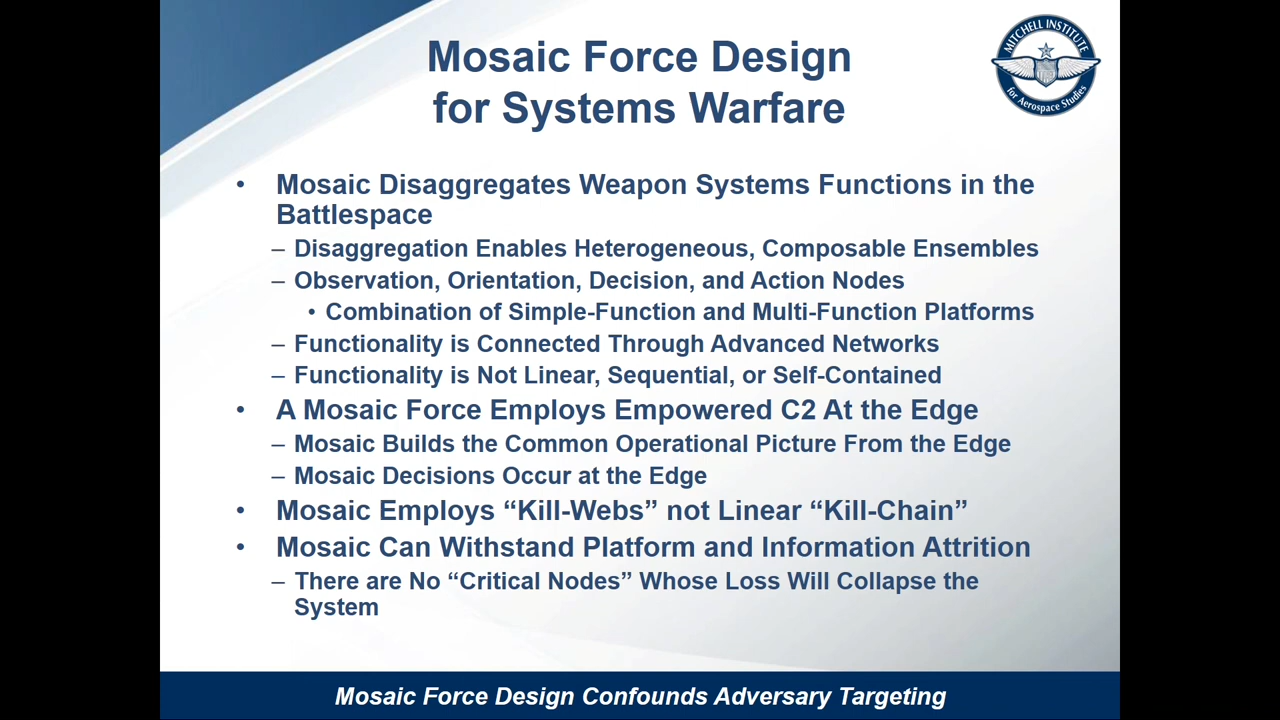 Mosaic Force Design
for Systems Warfare
MITCHELL INSTITUTE
for Aerospace Studies
• Mosaic Disaggregates Weapon Systems Functions in the
Battlespace
– Disaggregation Enables Heterogeneous, Composable Ensembles
– Observation, Orientation, Decision, and Action Nodes
• Combination of Simple-Function and Multi-Function Platforms
– Functionality is Connected Through Advanced Networks
– Functionality is Not Linear, Sequential, or Self-Contained
• A Mosaic Force Employs Empowered C2 At the Edge
– Mosaic Builds the Common Operational Picture From the Edge
– Mosaic Decisions Occur at the Edge
• Mosaic Employs “Kill-Webs” not Linear “Kill-Chain”
• Mosaic Can Withstand Platform and Information Attrition
– There are No “Critical Nodes” Whose Loss Will Collapse the
System
Mosaic Force Design Confounds Adversary Targeting